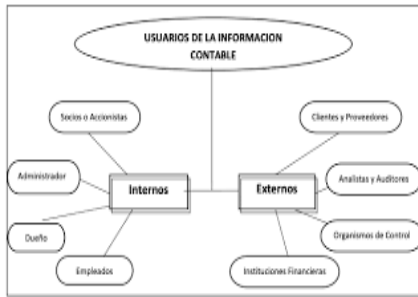 USUARIOS DE LA INFORMACION
CONTABLE
Socios o Accionistas
Clientes y Proveedores
Administrador
Internos
Externos
Analistas y Auditores
Dueño
Organismos de Control
Empleados
Instituciones Financieras